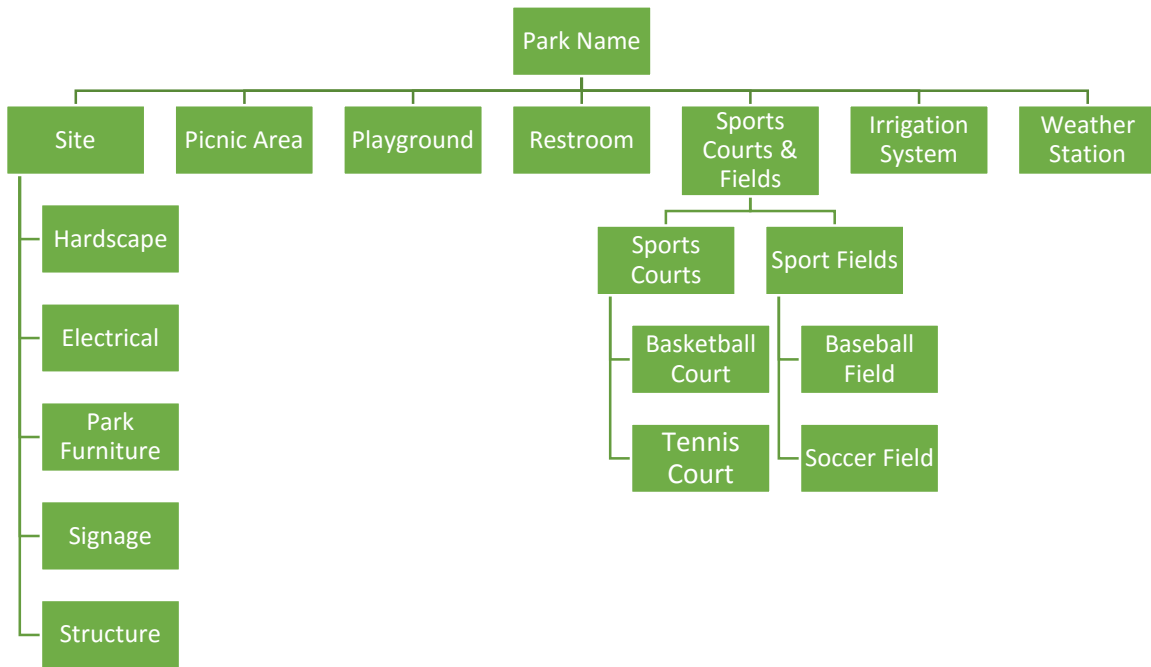 Park Name
Site
Picnic Area
Playground
Restroom
Sports
Courts &
Fields
Irrigation
System
Weather
Station
Hardscape
Electrical
Park
Furniture
Signage
Structure
Sports
Courts
Sport Fields
Basketball
Court
Tennis
Court
Baseball
Field
Soccer Field